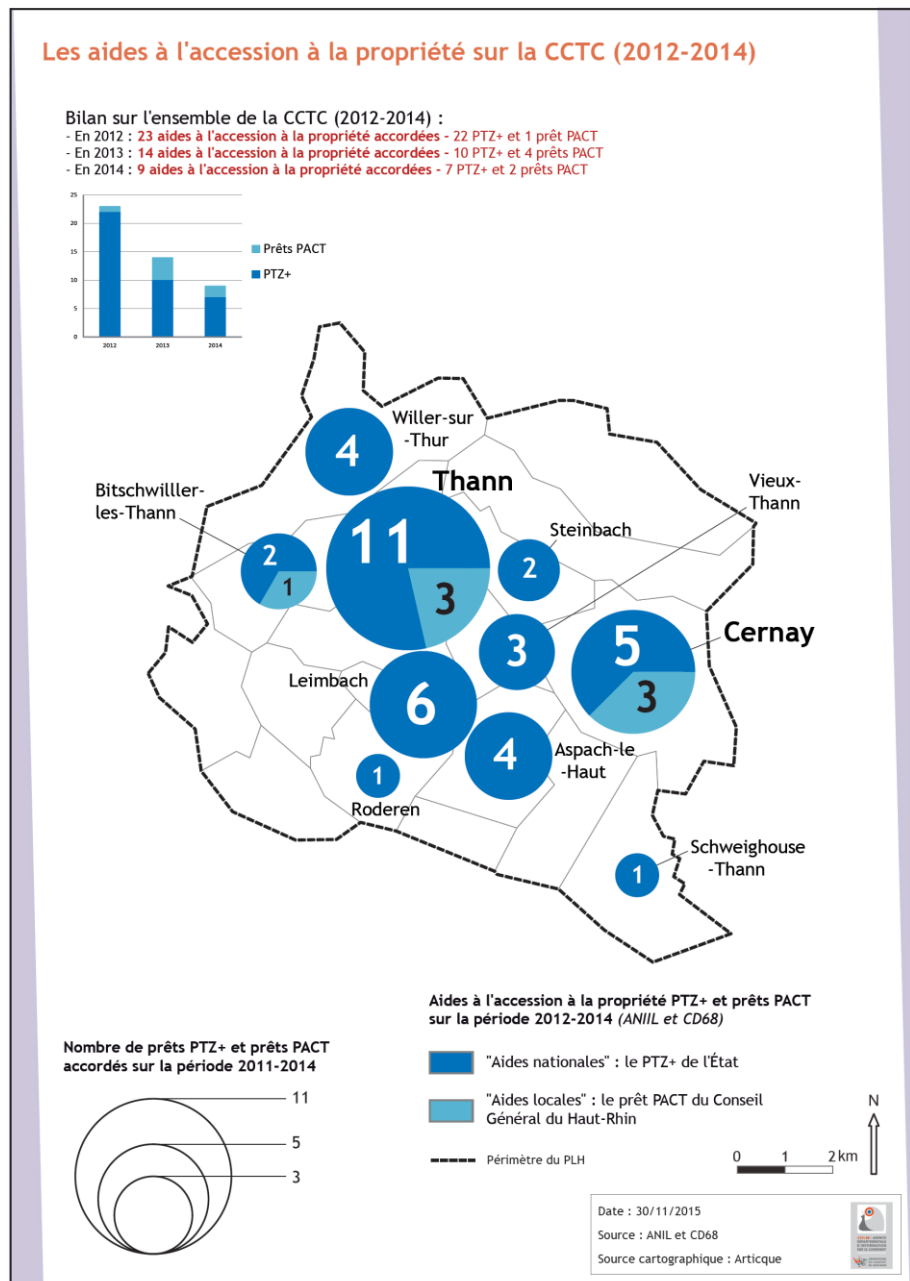 Les aides à l'accession à la propriété sur la CCTC (2012-2014)
Bilan sur l'ensemble de la CCTC (2012-2014) :
- En 2012 : 23 aides à l'accession à la propriété accordées - 22 PTZ+ et 1 prêt PACT
- En 2013 : 14 aides à l'accession à la propriété accordées - 10 PTZ+ et 4 prêts PACT
- En 2014 : 9 aides à l'accession à la propriété accordées - 7 PTZ+ et 2 prêts PACT
25
20
15
10
5
0
2012
2013
2014
Prêts PACT
PTZ+
Willer-sur
-Thur
4
Thann
11
3
Vieux-
Thann
3
Bitschwilller-
les-Thann
2
1
Steinbach
2
Cernay
5
3
Leimbach
6
Aspach-le
-Haut
4
1
Roderen
Schweighouse
-Thann
1
Nombre de prêts PTZ+ et prêts PACT
accordés sur la période 2011-2014
11
5
3
Aides à l'accession à la propriété PTZ+ et prêts PACT
sur la période 2012-2014 (ANIIL et CD68)
"Aides nationales" : le PTZ+ de l'État
"Aides locales" : le prêt PACT du Conseil
Général du Haut-Rhin
Périmètre du PLH
0 1 2 km
N
Date : 30/11/2015
Source : ANIL et CD68
Source cartographique : Articque